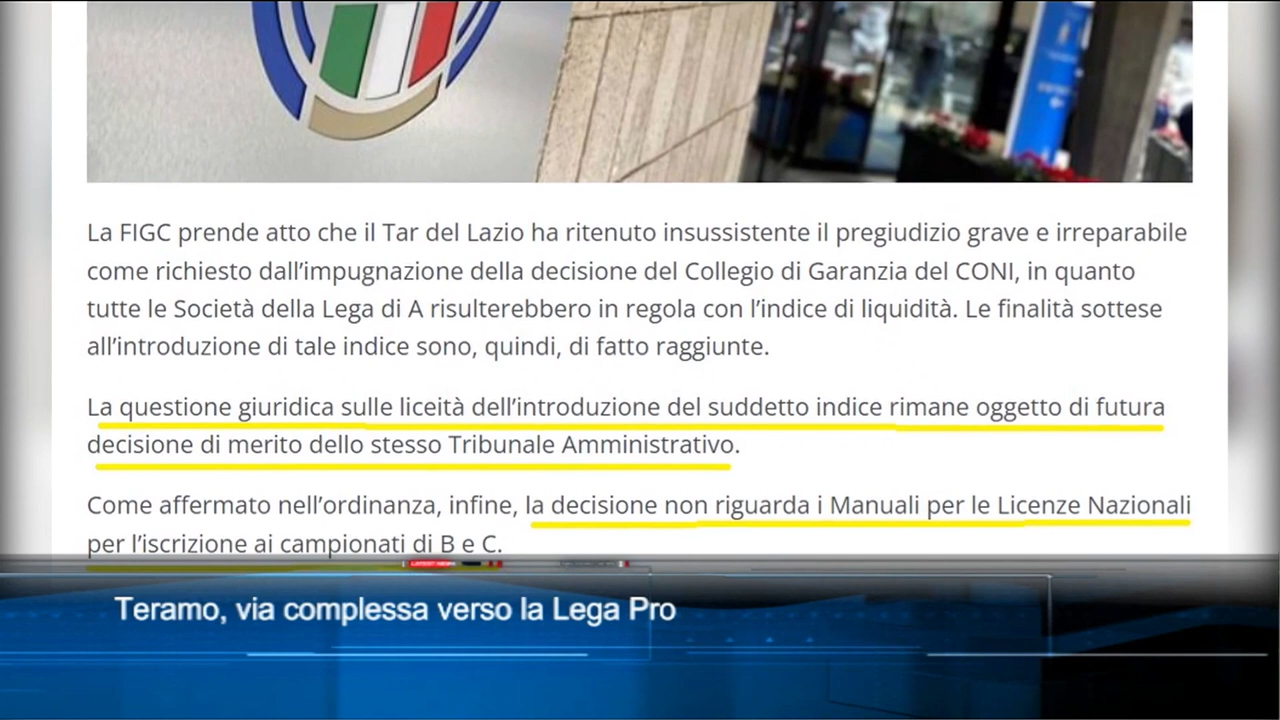 La FIGC prende atto che il Tar del Lazio ha ritenuto insussistente il pregiudizio grave e irreparabile
come richiesto dall'impugnazione della decisione del Collegio di Garanzia del CONI, in quanto
tutte le Società della Lega di A risulterebbero in regola con l'indice di liquidità. Le finalità sottese
all'introduzione di tale indice sono, quindi, di fatto raggiunte.
La questione giuridica sulle liceità dell'introduzione del suddetto indice rimane oggetto di futura
decisione di merito dello stesso Tribunale Amministrativo.
Come affermato nell'ordinanza, infine, la decisione non riguarda i Manuali per le Licenze Nazionali
per l'iscrizione ai campionati di B e C.
Teramo, via complessa verso la Lega Pro